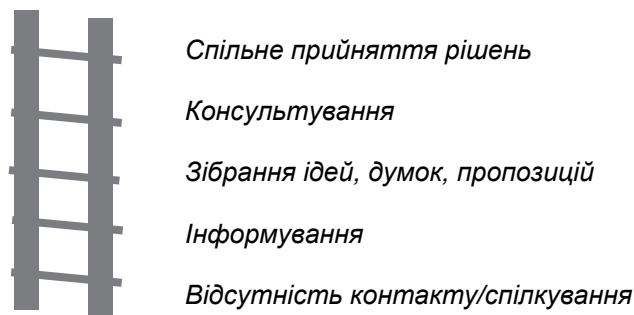 Спільне прийняття рішень
Консультування
Зібрання ідей, думок, пропозицій
Інформування
Відсутність контакту/спілкування